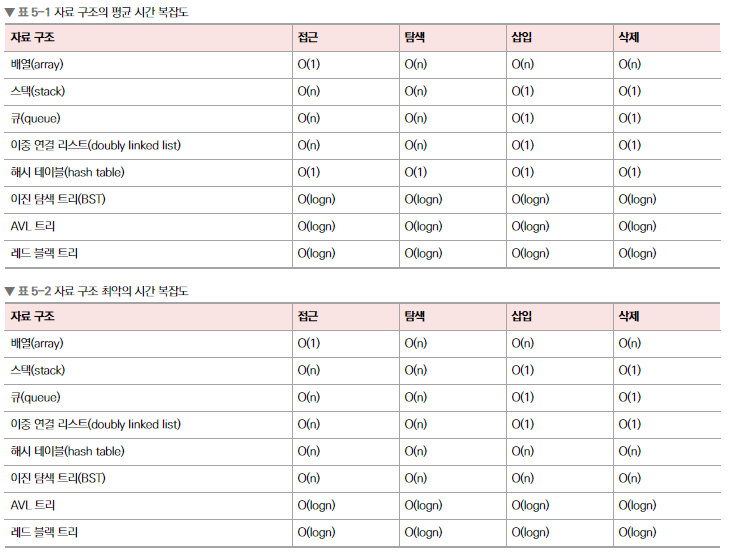 ▼ 표 5-1 자료 구조의 평균 시간 복잡도
자료 구조 접근 탐색 삽입 삭제
배열(array) O(1) O(n) O(n) O(n)
스택(stack) O(n) O(n) O(1) O(1)
큐(queue) O(n) O(n) O(1) O(1)
이중 연결 리스트(doubly linked list) O(n) O(n) O(1) O(1)
해시 테이블(hash table) O(1) O(1) O(1) O(1)
이진 탐색 트리(BST) O(logn) O(logn) O(logn) O(logn)
AVL 트리 O(logn) O(logn) O(logn) O(logn)
레드 블랙 트리 O(logn) O(logn) O(logn) O(logn)
▼ 표 5-2 자료 구조 최악의 시간 복잡도
자료 구조 접근 탐색 삽입 삭제
배열(array) O(1) O(n) O(n) O(n)
스택(stack) O(n) O(n) O(1) O(1)
큐(queue) O(n) O(n) O(1) O(1)
이중 연결 리스트(doubly linked list) O(n) O(n) O(1) O(1)
해시 테이블(hash table) O(n) O(n) O(n) O(n)
이진 탐색 트리(BST) O(n) O(n) O(n) O(n)
AVL 트리 O(logn) O(logn) O(logn) O(logn)
레드 블랙 트리 O(logn) O(logn) O(logn) O(logn)